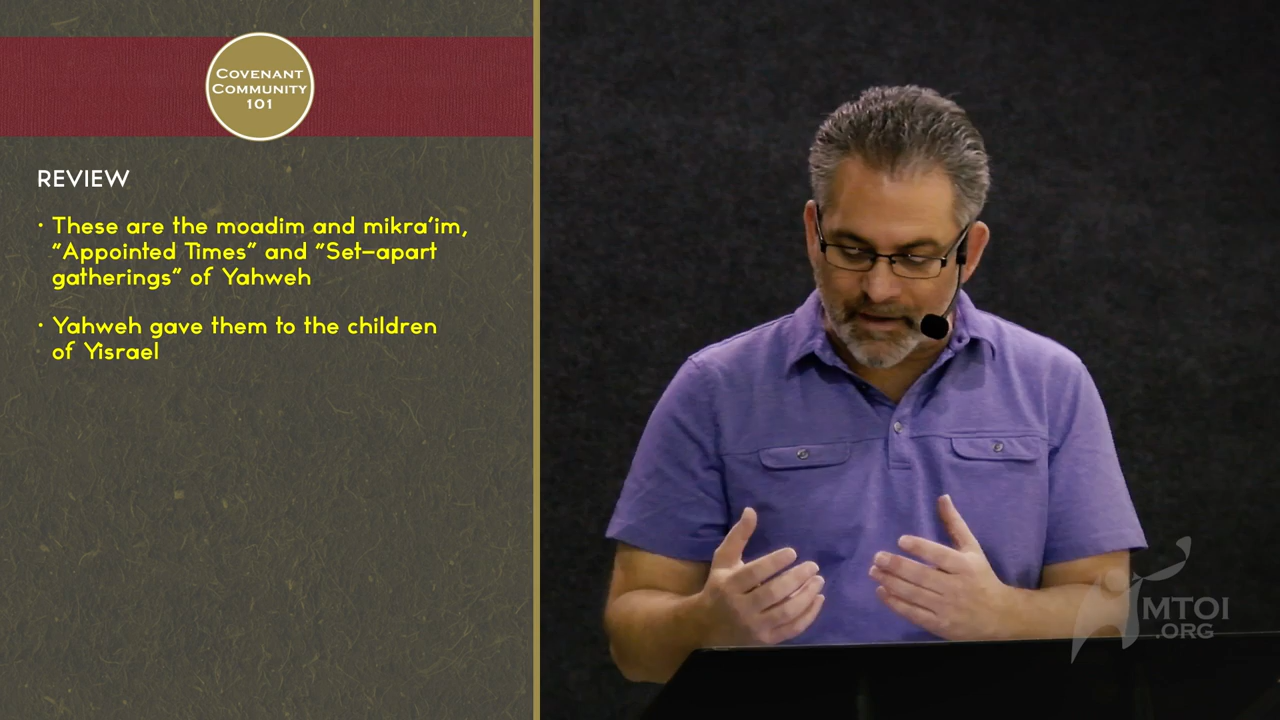 COVENANT
COMMUNITY
101
REVIEW
• These are the moadim and mikra’im,
“Appointed Times” and “Set-apart
gatherings” of Yahweh
• Yahweh gave them to the children
of Yisrael
MTOI
.ORG